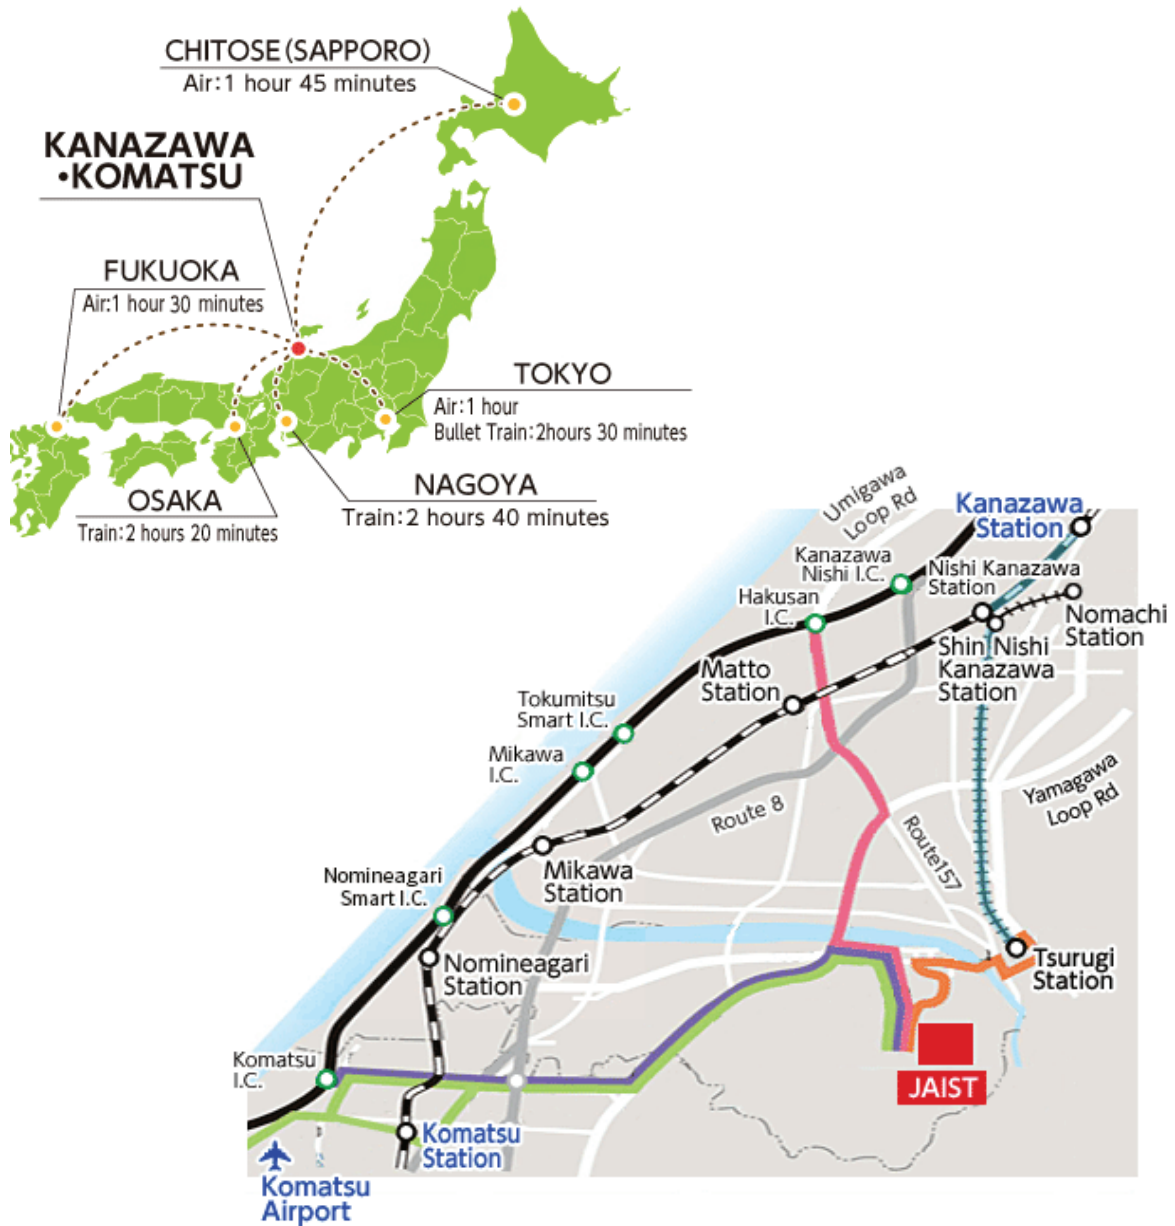 CHITOSE (SAPPORO)
Air:1 hour 45 minutes
KANAZAWA
・KOMATSU
FUKUOKA
Air:1 hour 30 minutes
TOKYO
Air:1 hour
Bullet Train:2hours 30 minutes
NAGOYA
Train:2 hours 40 minutes
OSAKA
Train:2 hours 20 minutes
Umigawa
Loop Rd
Kanazawa
Station
Kanazawa
Nishi I.C.
Nishi Kanazawa
Station
Hakusan
I.C.
Nomachi
Station
Shin Nishi
Kanazawa
Station
Matto
Station
Tokumitsu
Smart I.C.
Mikawa
I.C.
Yamagawa
Loop Rd
Route 8
Route157
Mikawa
Station
Nomineagari
Smart I.C.
Nomineagari
Station
Tsurugi
Station
Komatsu
I.C.
JAIST
Komatsu
Station
Komatsu
Airport